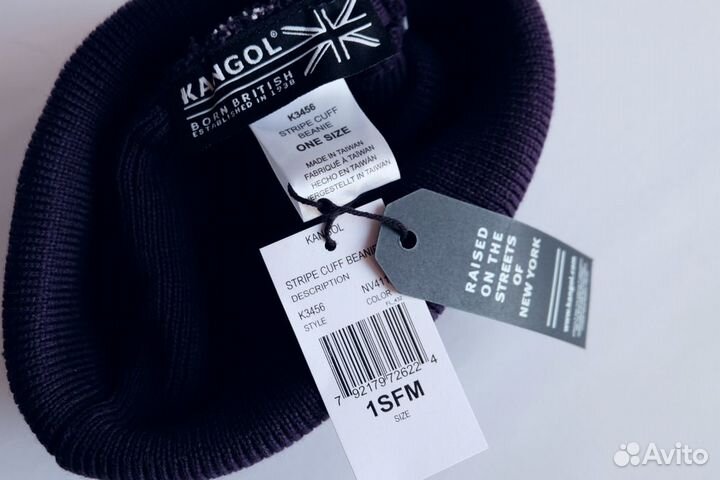 KANGOL®
BORN BRITISH
ESTABLISHED IN 1938
K3456
STRIPE CUFF
BEANIE
ONE SIZE
MADE IN TAIWAN
FABRIQUÉ À TAIWAN
HECHO EN TAIWAN
HERGESTELLT IN TAIWAN
KANGOL
STRIPE CUFF BEANIE
DESCRIPTION
K3456
STYLE
COLOR
FL_432
7 92179 72622 4
1SFM
SIZE
RAISED
ON THE
STREETS
OF
NEW YORK
www.kangol.com
Avito